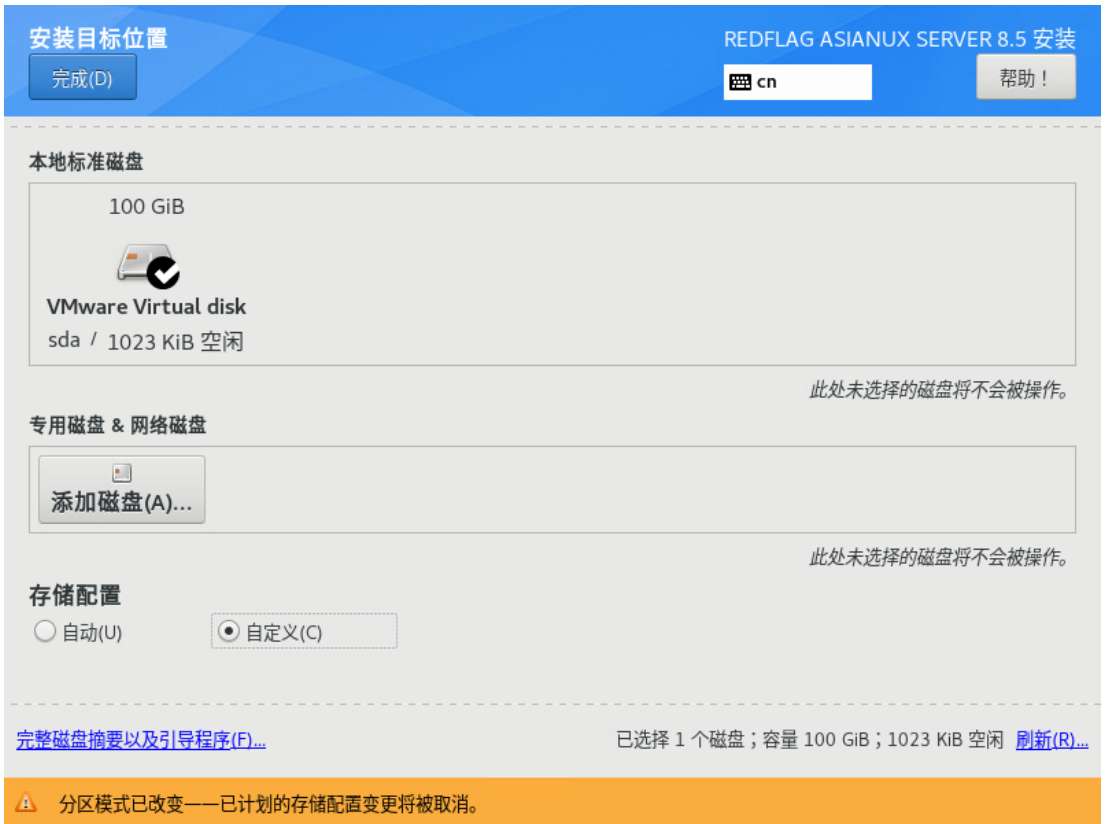 安装目标位置
REDFLAG ASIANUX SERVER 8.5 安装
完成(D)
cn
帮助！
本地标准磁盘
100 GiB
VMware Virtual disk
sda / 1023 KiB 空闲
此处未选择的磁盘将不会被操作。
专用磁盘 & 网络磁盘
添加磁盘(A)...
此处未选择的磁盘将不会被操作。
存储配置
自动(U) 自定义(C)
完整磁盘摘要以及引导程序(F)... 已选择 1 个磁盘；容量 100 GiB；1023 KiB 空闲 刷新(R)...
分区模式已改变——已计划的存储配置变更将被取消。